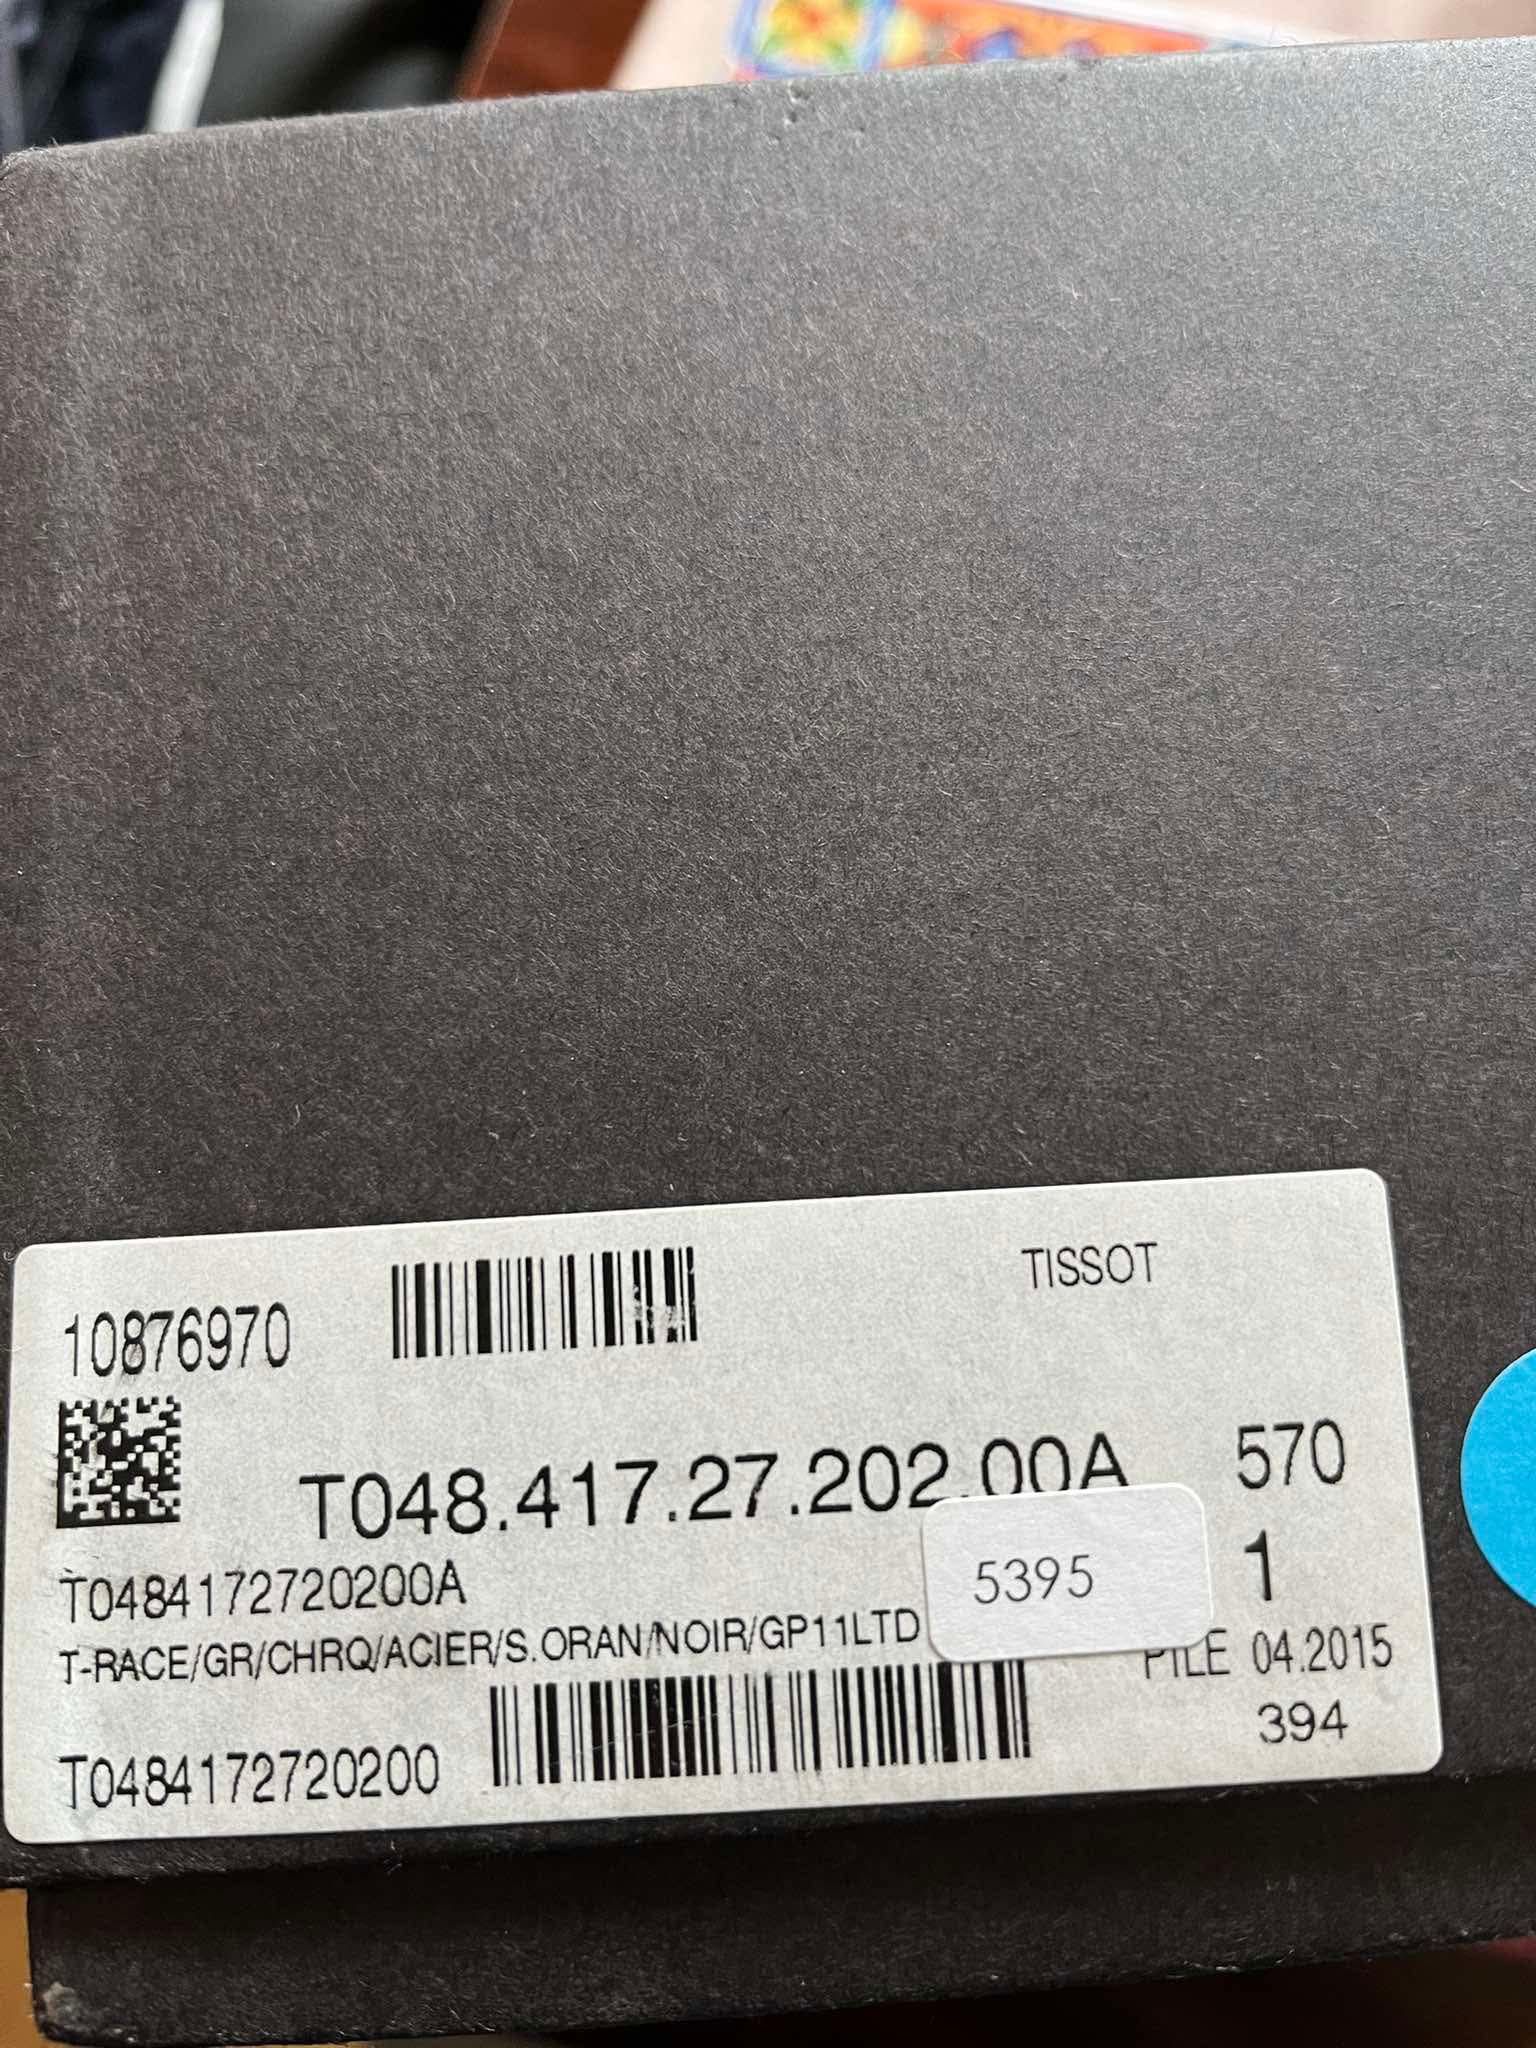 TISSOT
10876970
T048.417.27.202.00A
570
5395
1
T0484172720200A
T-RACE/GR/CHRQ/ACIER/S.ORAN/NOIR/GP11LTD
PILE 04.2015
394
T0484172720200